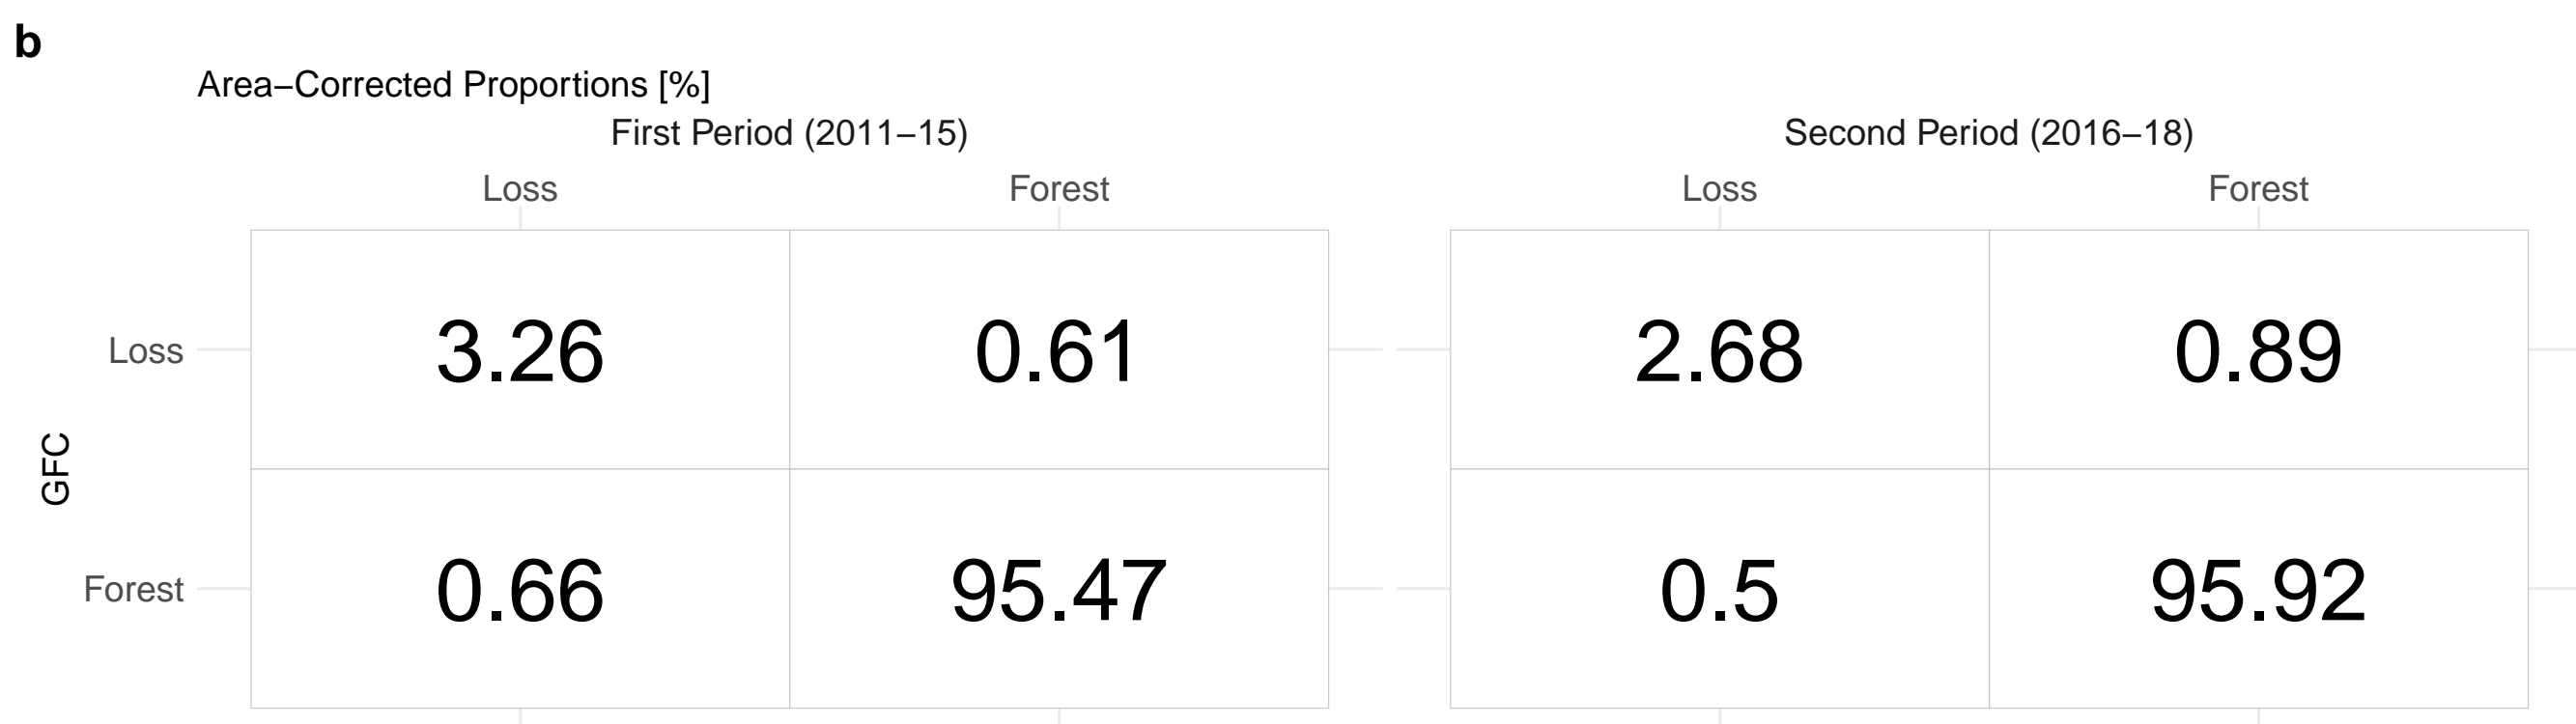 b
Area–Corrected Proportions [%]
First Period (2011–15)
Second Period (2016–18)
Loss
Forest
Loss
Forest
Loss
3.26
0.61
2.68
0.89
GFC
Forest
0.66
95.47
0.5
95.92